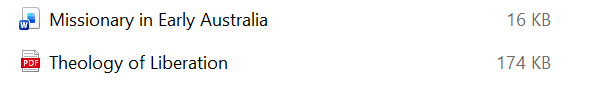 Missionary in Early Australia 16 KB
Theology of Liberation 174 KB